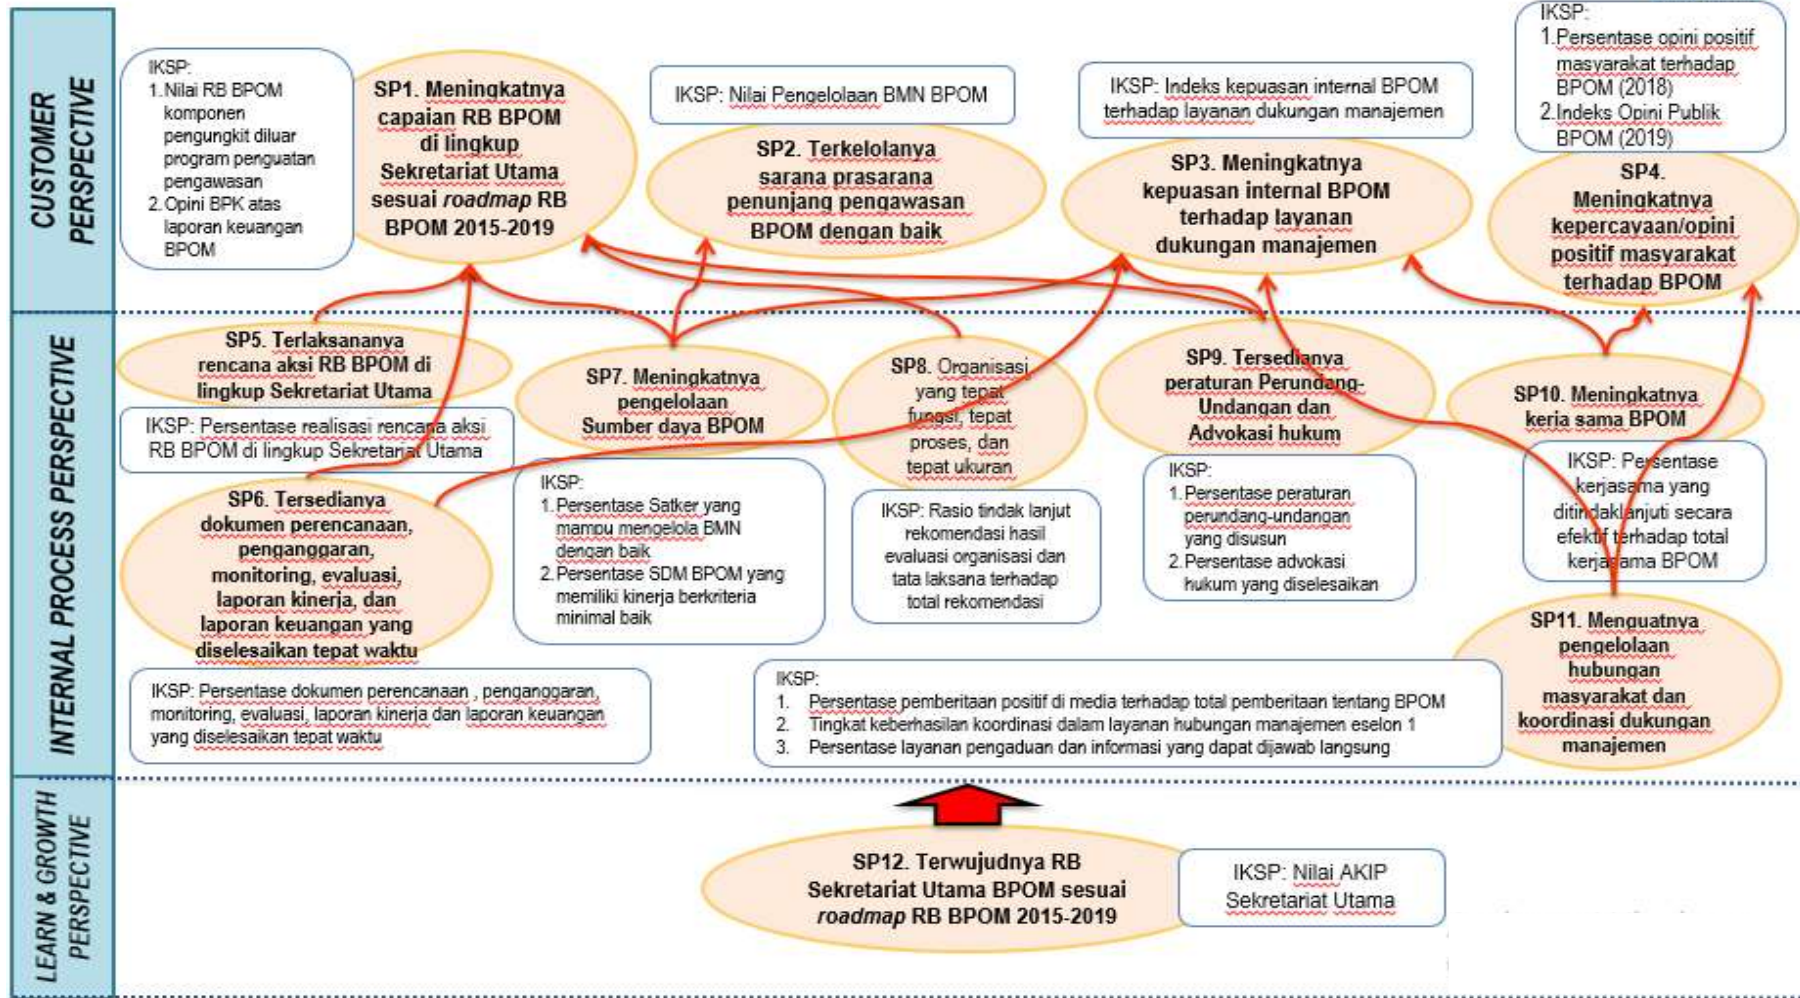 CUSTOMER
PERSPECTIVE
IKSP:
1.Nilai RB BPOM
komponen
pengungkit diluar
program penguatan
pengawasan
2. Opini BPK atas
laporan keuangan
BPOM
SP1. Meningkatnya
capaian RB BPOM
di lingkup
Sekretariat Utama
sesuai roadmap RB
BPOM 2015-2019
IKSP: Nilai Pengelolaan BMN BPOM
SP2. Terkelolanya
sarana prasarana
penunjang pengawasan
BPOM dengan baik
IKSP: Indeks kepuasan internal BPOM
terhadap layanan dukungan manajemen
SP3. Meningkatnya
kepuasan internal BPOM
terhadap layanan
dukungan manajemen
IKSP:
1.Persentase opini positif
masyarakat terhadap
BPOM (2018)
2.Indeks Opini Publik
BPOM (2019)
SP4.
Meningkatnya
kepercayaan/opini
positif masyarakat
terhadap BPOM
INTERNAL PROCESS PERSPECTIVE
SP5. Terlaksananya
rencana aksi RB BPOM di
lingkup Sekretariat Utama
IKSP: Persentase realisasi rencana aksi
RB BPOM di lingkup Sekretariat Utama
SP6. Tersedianya
dokumen perencanaan,
penganggaran,
monitoring, evaluasi,
laporan kinerja, dan
laporan keuangan yang
diselesaikan tepat waktu
IKSP: Persentase dokumen perencanaan , penganggaran,
monitoring, evaluasi, laporan kinerja dan laporan keuangan
yang diselesaikan tepat waktu
SP7. Meningkatnya
pengelolaan
Sumber daya BPOM
IKSP:
1. Persentase Satker yang
mampu mengelola BMN
dengan baik
2. Persentase SDM BPOM yang
memiliki kinerja berkriteria
minimal baik
SP8. Organisasi
yang tepat
fungsi, tepat
proses, dan
tepat ukuran
IKSP: Rasio tindak lanjut
rekomendasi hasil
evaluasi organisasi dan
tata laksana terhadap
total rekomendasi
SP9. Tersedianya
peraturan Perundang-
Undangan dan
Advokasi hukum
IKSP:
1. Persentase peraturan
perundang-undangan
yang disusun
2. Persentase advokasi
hukum yang diselesaikan
SP10. Meningkatnya
kerja sama BPOM
IKSP: Persentase
kerjasama yang
ditindaklanjuti secara
efektif terhadap total
kerjasama BPOM
SP11. Menguatnya
pengelolaan
hubungan
masyarakat dan
koordinasi dukungan
manajemen
IKSP:
1. Persentase pemberitaan positif di media terhadap total pemberitaan tentang BPOM
2. Tingkat keberhasilan koordinasi dalam layanan hubungan manajemen eselon 1
3. Persentase layanan pengaduan dan informasi yang dapat dijawab langsung
LEARN & GROWTH
PERSPECTIVE
SP12. Terwujudnya RB
Sekretariat Utama BPOM sesuai
roadmap RB BPOM 2015-2019
IKSP: Nilai AKIP
Sekretariat Utama